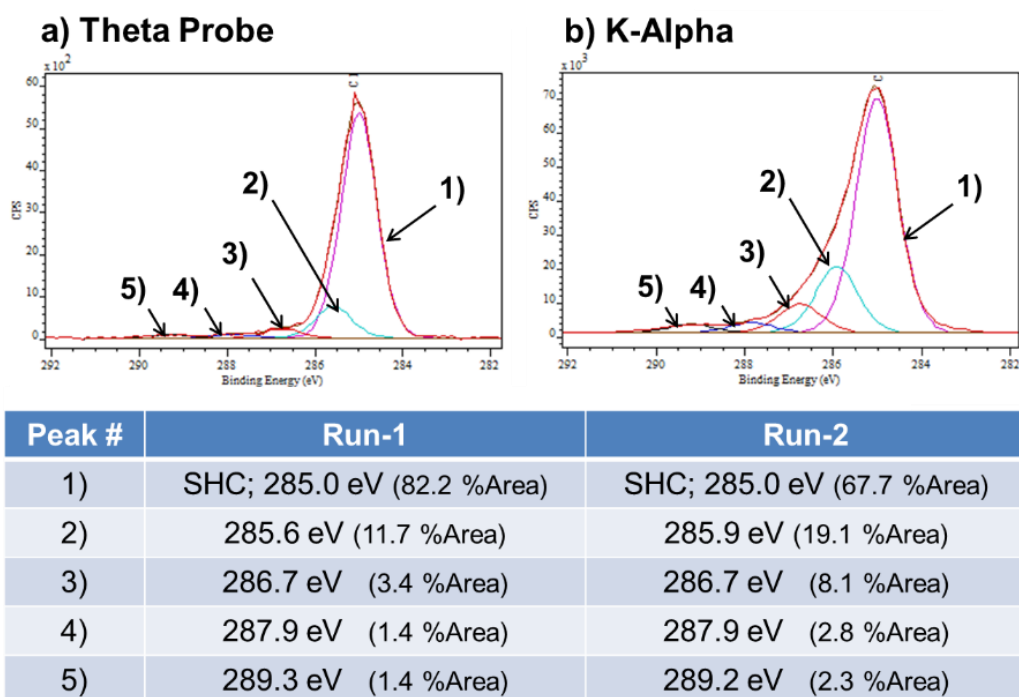 a) Theta Probe
b) K-Alpha
x 10²
C 1
60
50
40
30
20
10
0
CPS
1)
2)
3)
4)
5)
292 290 288 286 284 282
Binding Energy (eV)
x 10³
C
70
60
50
40
30
20
10
0
CPS
1)
2)
3)
4)
5)
292 290 288 286 284 282
Binding Energy (eV)
Peak # Run-1 Run-2
1) SHC; 285.0 eV (82.2 %Area) SHC; 285.0 eV (67.7 %Area)
2) 285.6 eV (11.7 %Area) 285.9 eV (19.1 %Area)
3) 286.7 eV (3.4 %Area) 286.7 eV (8.1 %Area)
4) 287.9 eV (1.4 %Area) 287.9 eV (2.8 %Area)
5) 289.3 eV (1.4 %Area) 289.2 eV (2.3 %Area)